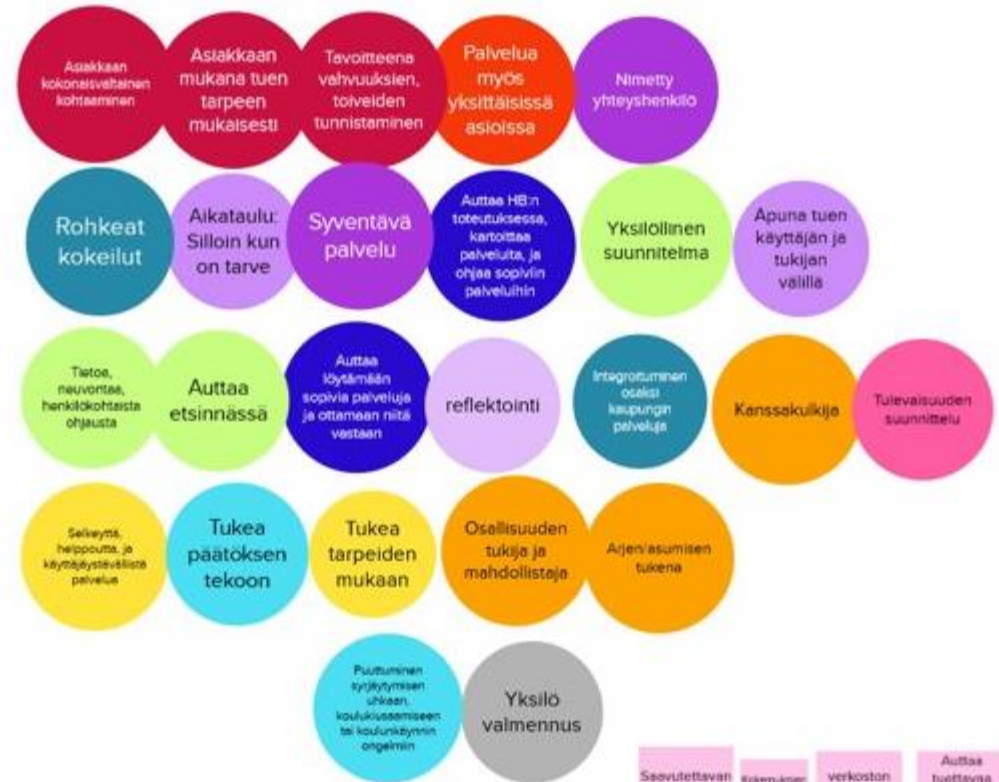 Asiakkaan
kokonaisvaltainen
kohtaaminen
Asiakkaan
mukana tuen
tarpeen
mukaisesti
Tavoitteena
vahvuuksien,
toiveiden
tunnistaminen
Palvelua
myös
yksittäisissä
asioissa
Nimetty
yhteyshenkilö
Rohkeat
kokeilut
Aikataulu:
Silloin kun
on tarve
Syventävä
palvelu
Auttaa HB:n
toteutuksessa,
kartoittaa
palveluita, ja
ohjaa sopiviin
palveluihin
Yksilöllinen
suunnitelma
Apuna tuen
käyttäjän ja
tukijan
välillä
Tietoa,
neuvontaa,
henkilökohtaista
ohjausta
Auttaa
etsinnässä
Auttaa
löytämään
sopivia palveluja
ja ottamaan niitä
vastaan
reflektointi
Integroituminen
osaksi
kaupungin
palveluja
Kanssakulkija
Tulevaisuuden
suunnittelu
Selkeyttä,
helppoutta, ja
käyttäjäystävällistä
palvelua
Tukea
päätöksen
tekoon
Tukea
tarpeiden
mukaan
Osallisuuden
tukija ja
mahdollistaja
Arjen/asumisen
tukena
Puuttuminen
syrjäytymisen
uhkaan,
koulukiusaamiseen
tai koulunkäynnin
ongelmiin
Yksilö
valmennus
Saavutettavan
verkoston
Auttaa